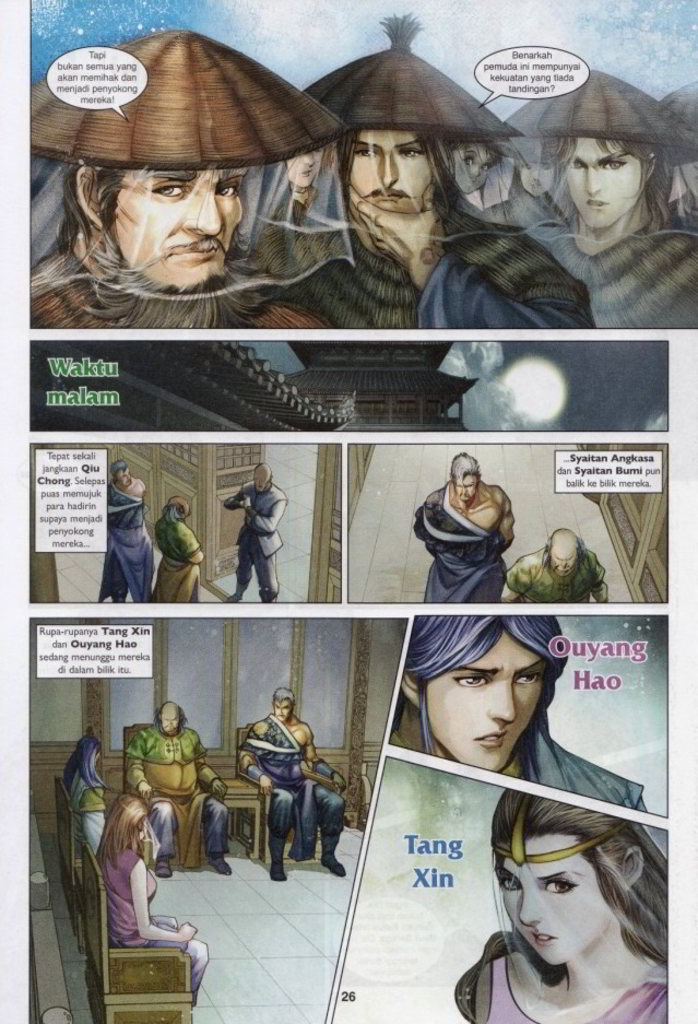 Tapi
bukan semua yang
akan memihak dan
menjadi penyokong
mereka!
Benarkah
pemuda ini mempunyai
kekuatan yang tiada
tandingan?
Waktu
malam
Tepat sekali
jangkaan Qiu
Chong. Selepas
puas memujuk
para hadirin
supaya menjadi
penyokong
mereka...
...Syaitan Angkasa
dan Syaitan Bumi pun
balik ke bilik mereka.
Rupa-rupanya Tang Xin
dan Ouyang Hao
sedang menunggu mereka
di dalam bilik itu.
Ouyang
Hao
Tang
Xin
26